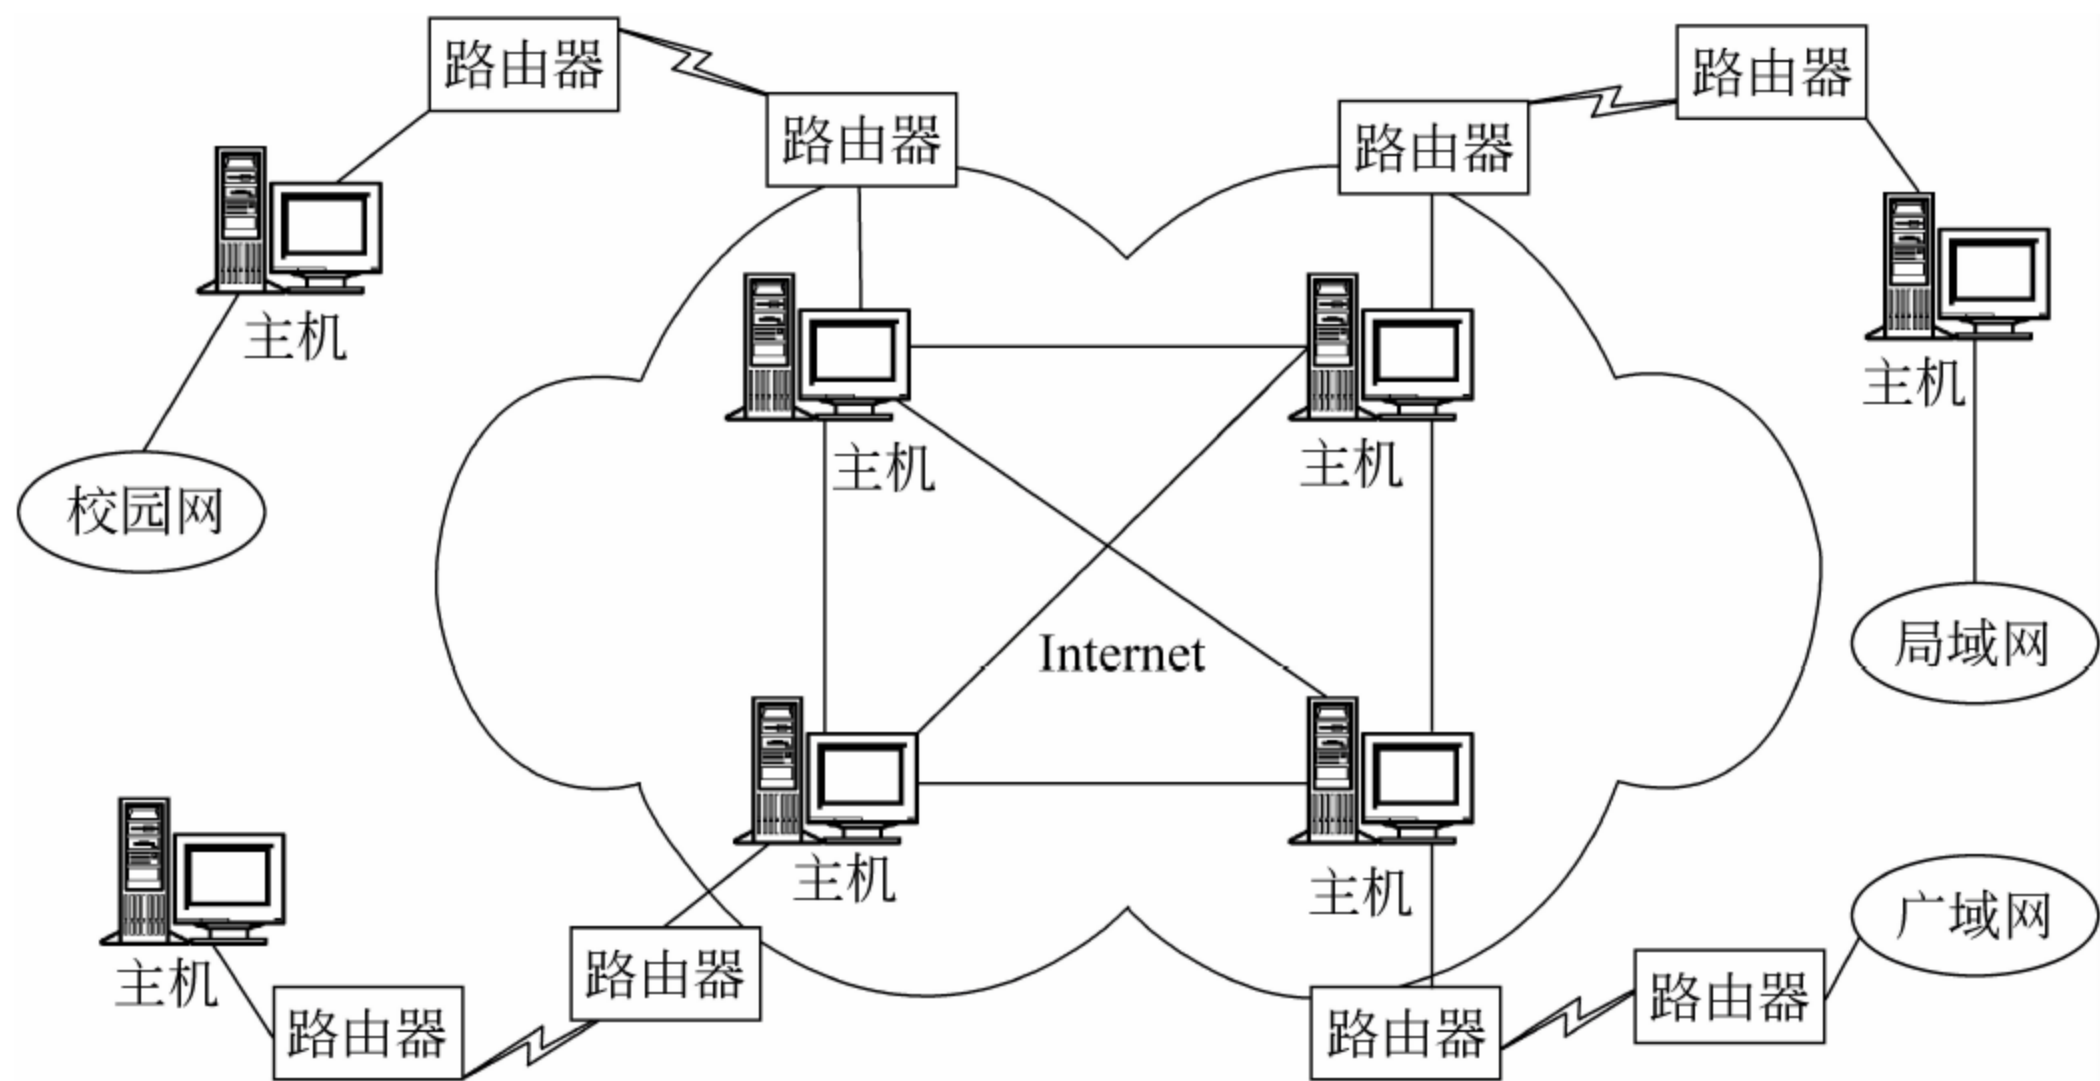 路由器
路由器
路由器
路由器
主机
主机
主机
主机
校园网
Internet
局域网
主机
主机
主机
广域网
路由器
路由器
路由器
路由器